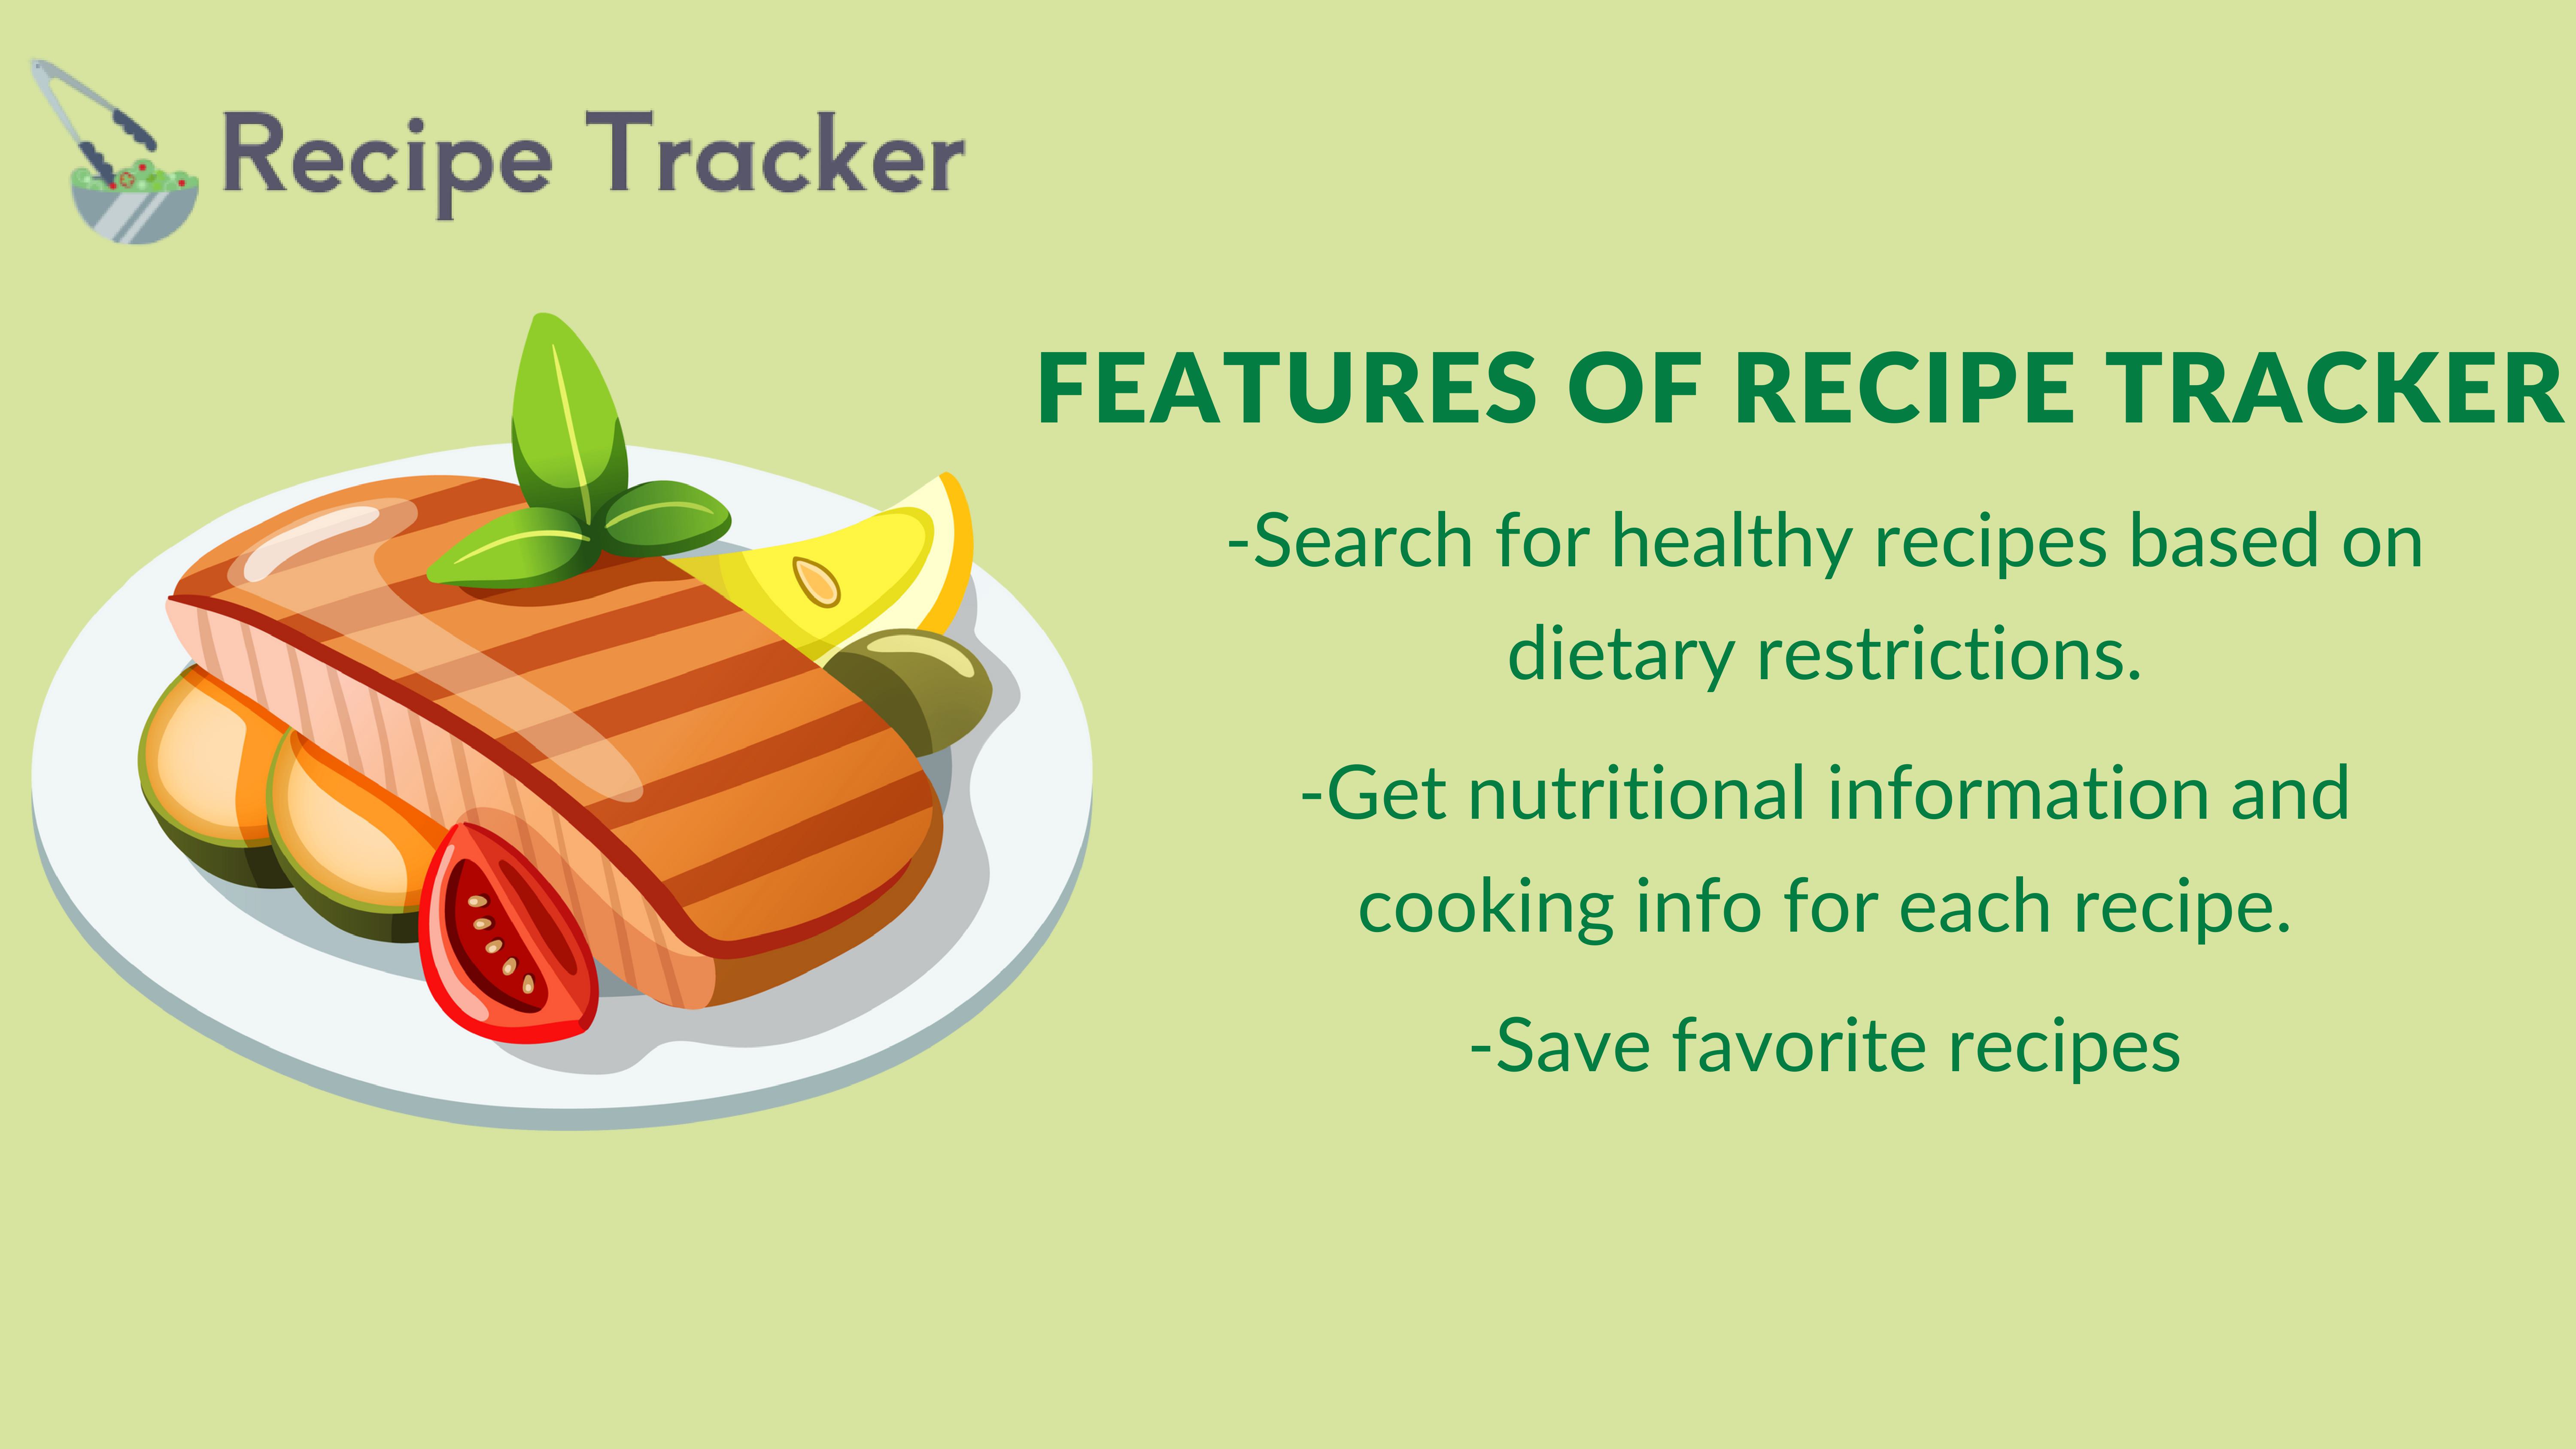 Recipe Tracker
FEATURES OF RECIPE TRACKER
-Search for healthy recipes based on
dietary restrictions.
-Get nutritional information and
cooking info for each recipe.
-Save favorite recipes